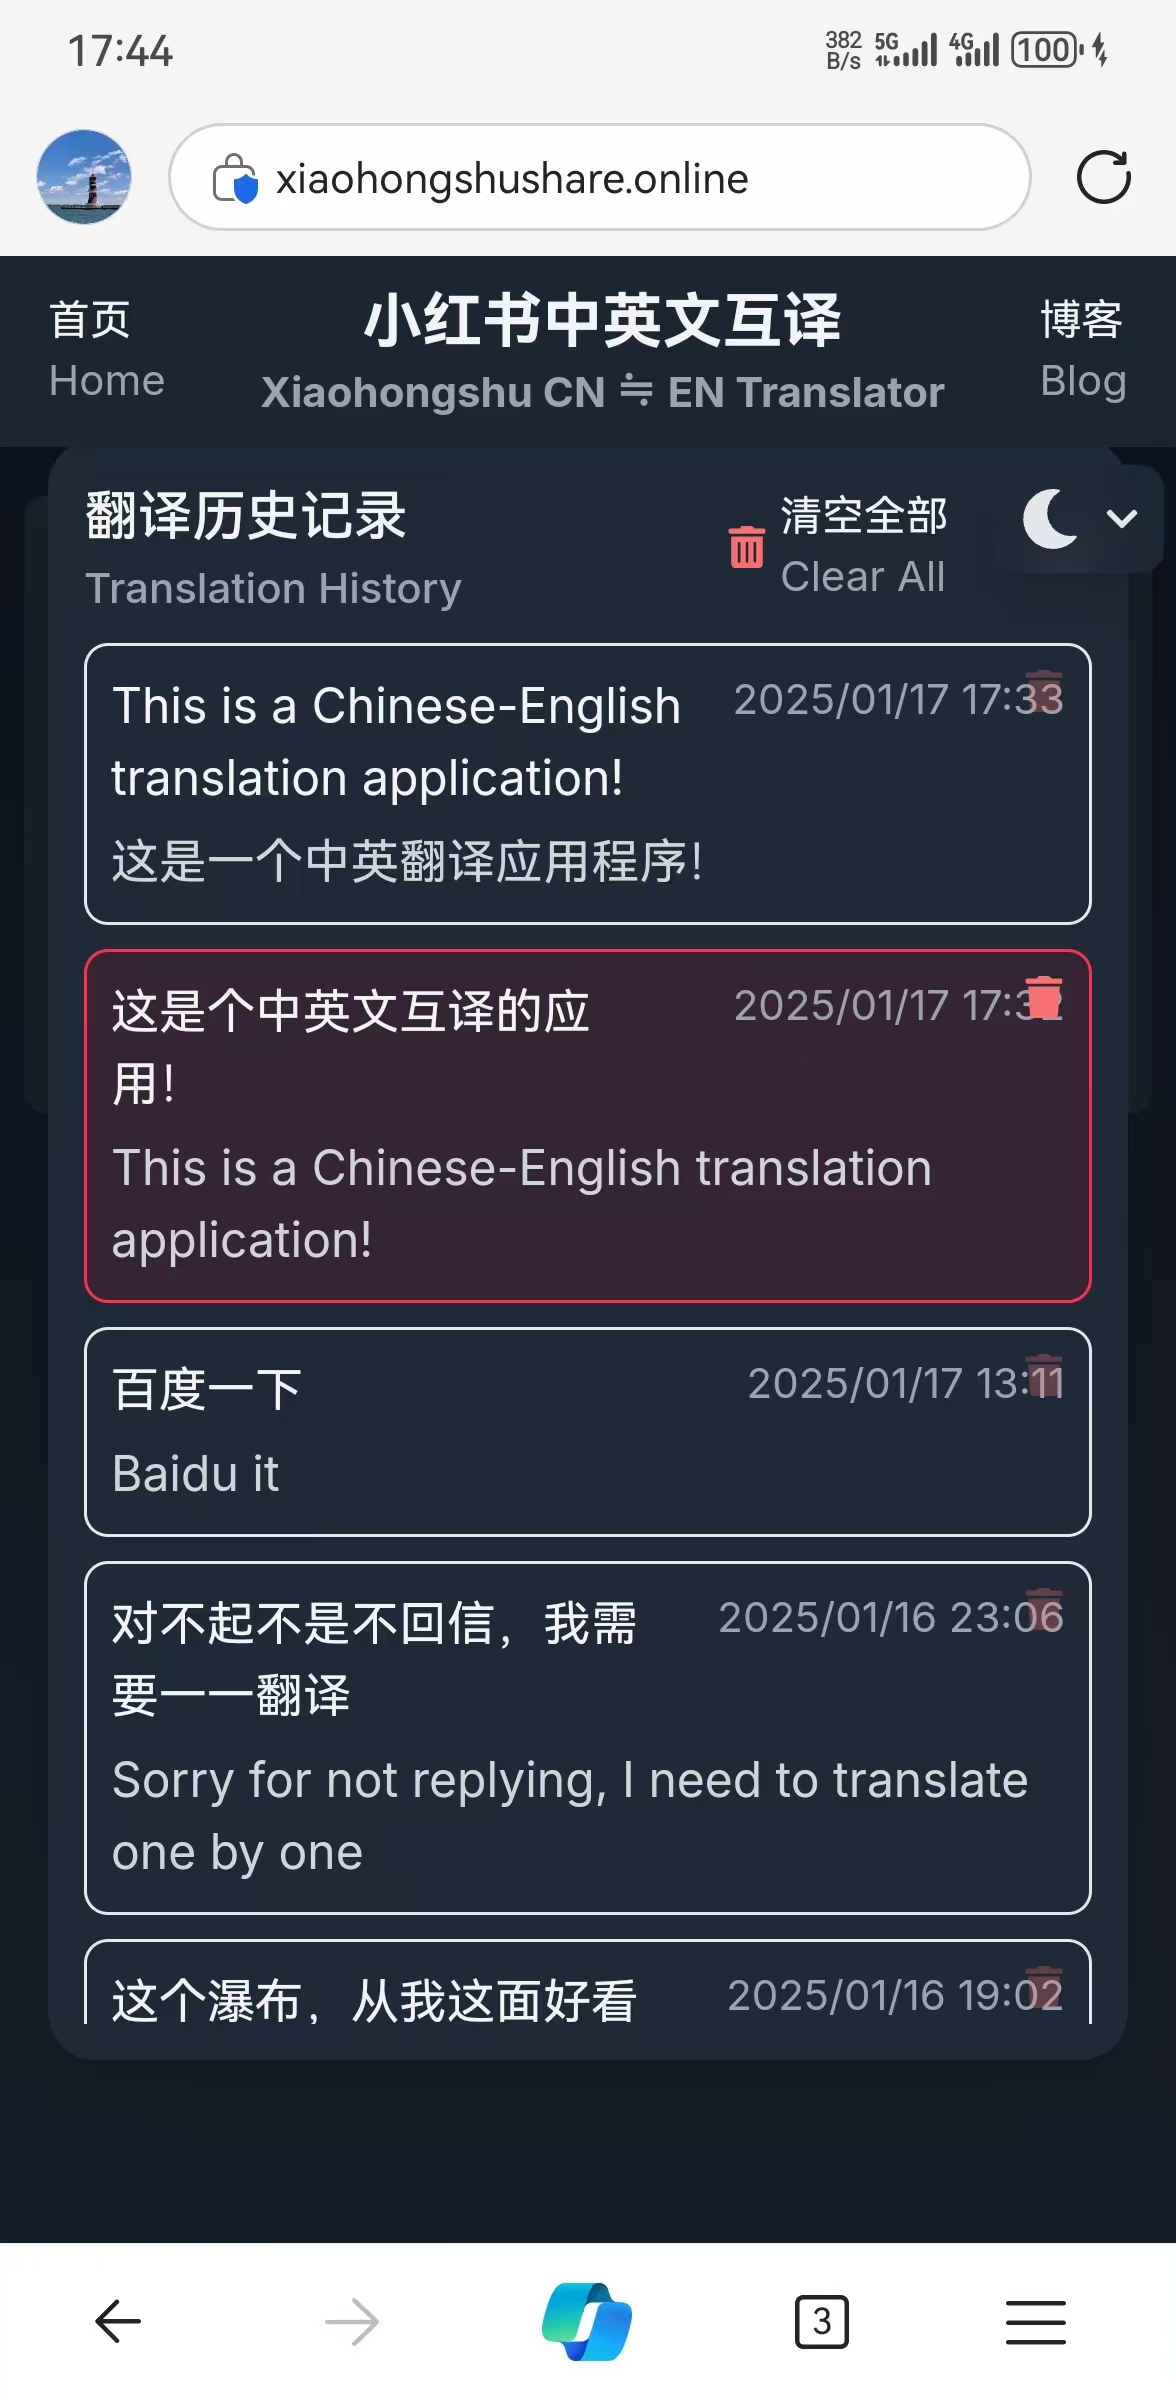 17:44
382 B/s 5G 4G 100
xiaohongshushare.online
首页
Home
小红书中英文互译
Xiaohongshu CN ≒ EN Translator
博客
Blog
翻译历史记录
Translation History
清空全部
Clear All
This is a Chinese-English
translation application!
2025/01/17 17:33
这是一个中英翻译应用程序!
这是个中英文互译的应
用!
2025/01/17 17:32
This is a Chinese-English translation
application!
百度一下
2025/01/17 13:11
Baidu it
对不起不是不回信，我需
要一一翻译
2025/01/16 23:06
Sorry for not replying, I need to translate
one by one
这个瀑布，从我这面好看
2025/01/16 19:02
3